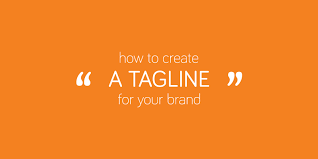 how to create
“ A TAGLINE ”
for your brand